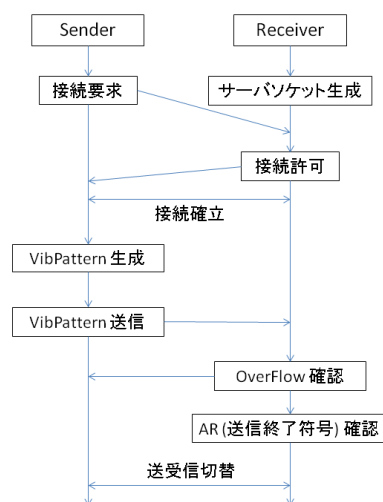 Sender
Receiver
接続要求
サーバソケット生成
接続許可
接続確立
VibPattern 生成
VibPattern 送信
OverFlow 確認
AR (送信終了符号) 確認
送受信切替